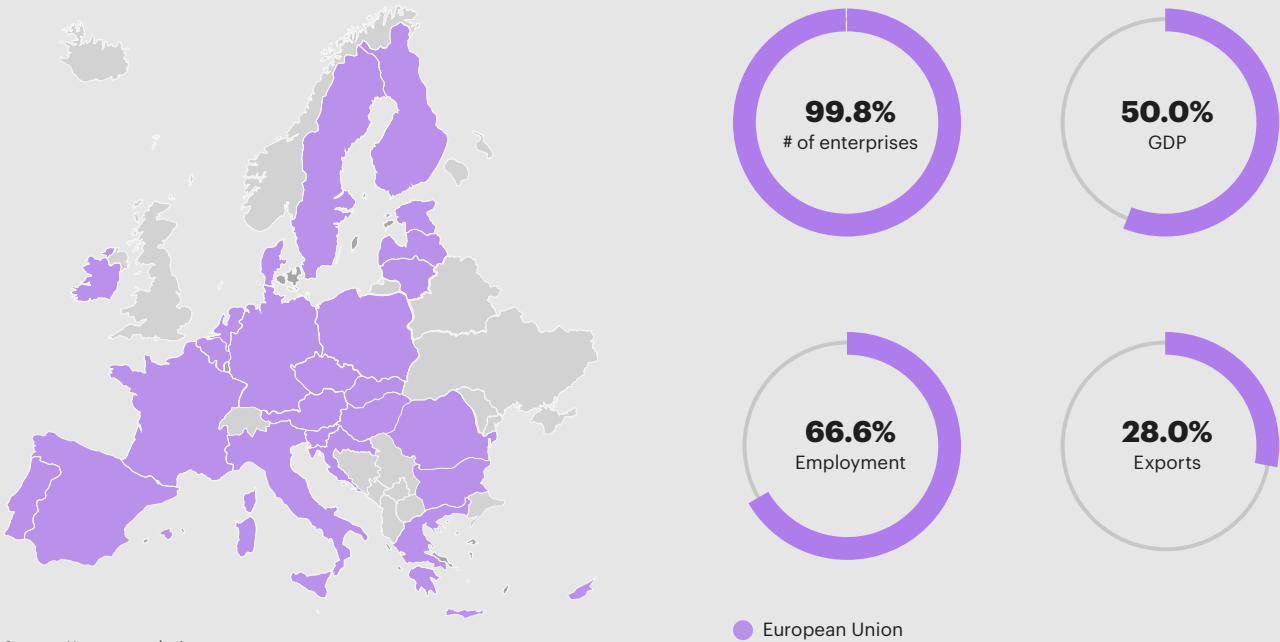 99.8%
# of enterprises
50.0%
GDP
66.6%
Employment
28.0%
Exports
European Union